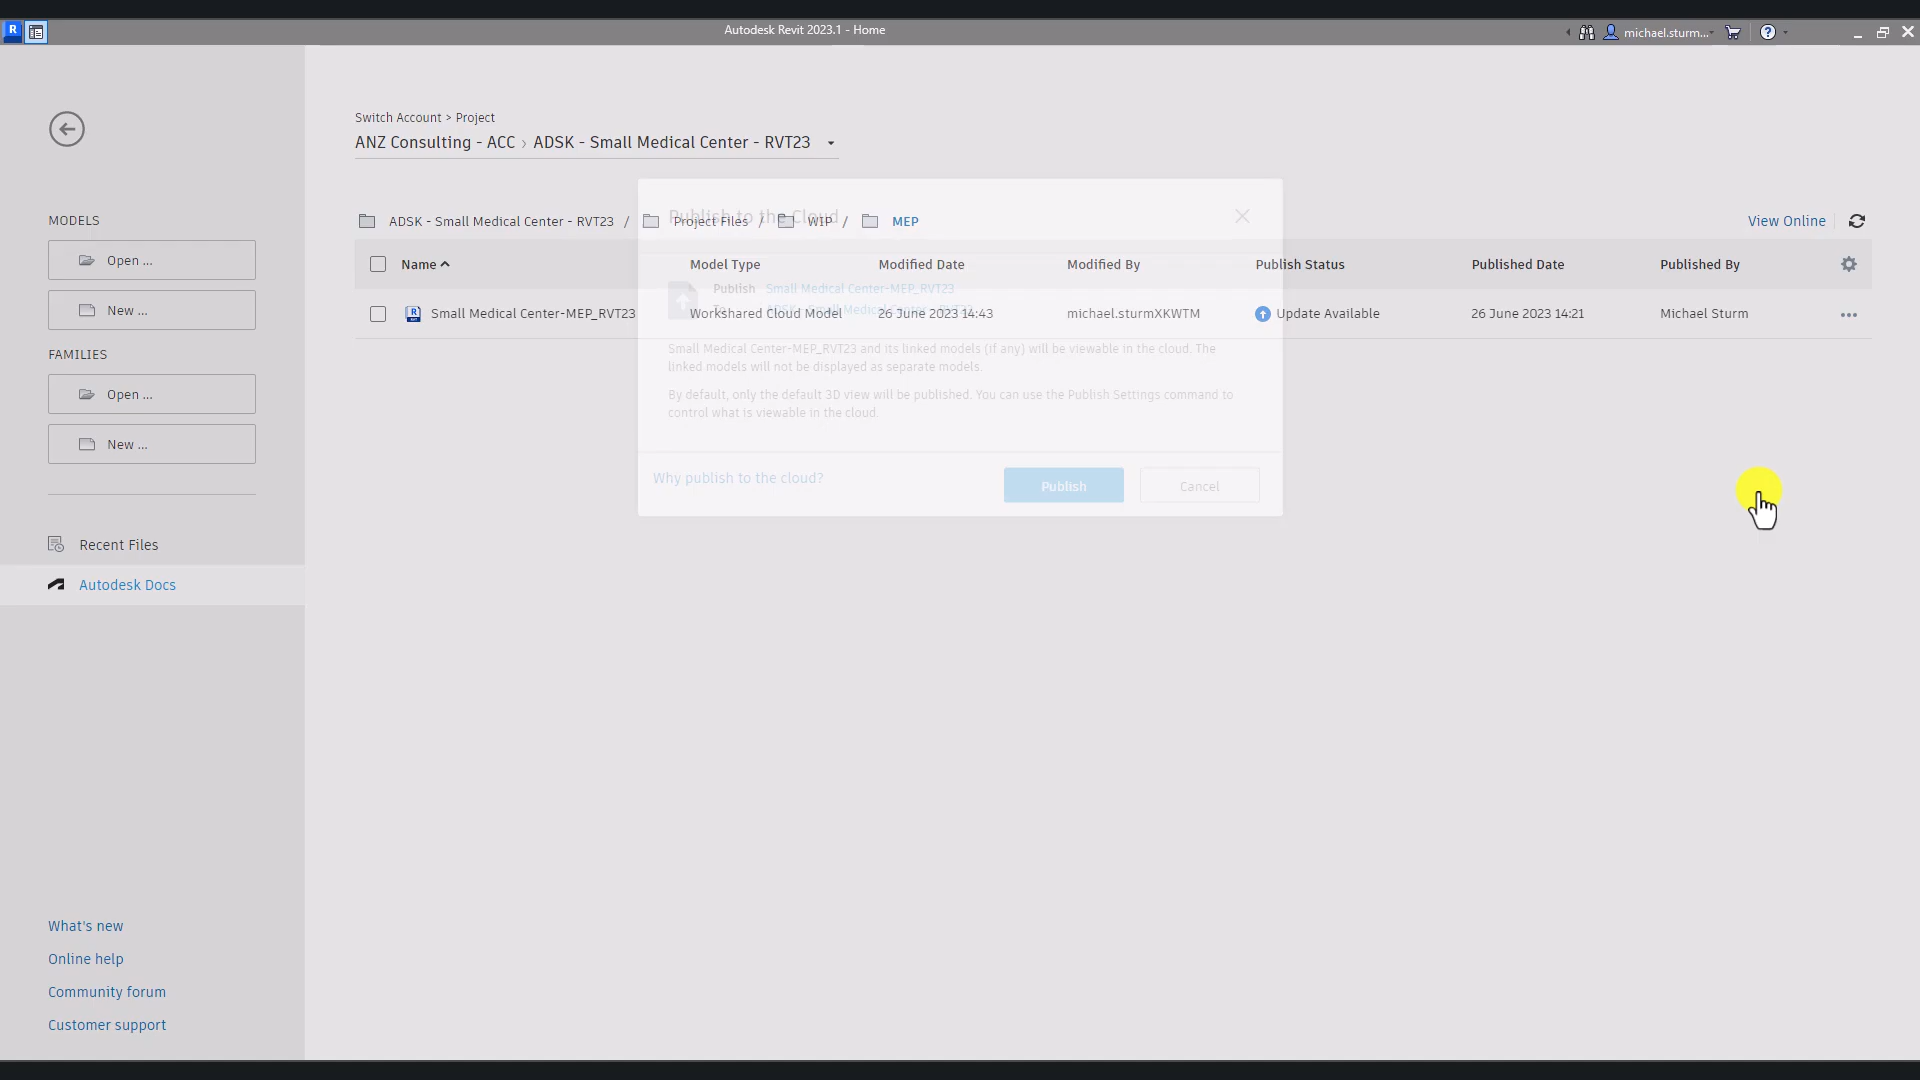 Autodesk Revit 2023.1 - Home
michael.sturm...
Switch Account > Project
ANZ Consulting - ACC › ADSK - Small Medical Center - RVT23
MODELS
Open ...
New ...
FAMILIES
Open ...
New ...
Recent Files
Autodesk Docs
What's new
Online help
Community forum
Customer support
ADSK - Small Medical Center - RVT23 / Project Files / WIP / MEP
View Online
Name Model Type Modified Date Modified By Publish Status Published Date Published By
Small Medical Center-MEP_RVT23 Workshared Cloud Model 26 June 2023 14:43 michael.sturmXKWTM Update Available 26 June 2023 14:21 Michael Sturm
Publish to the Cloud
Publish Small Medical Center-MEP_RVT23
To ADSK - Small Medical Center - RVT23
Small Medical Center-MEP_RVT23 and its linked models (if any) will be viewable in the cloud. The
linked models will not be displayed as separate models.
By default, only the default 3D view will be published. You can use the Publish Settings command to
control what is viewable in the cloud.
Why publish to the cloud?
Publish
Cancel